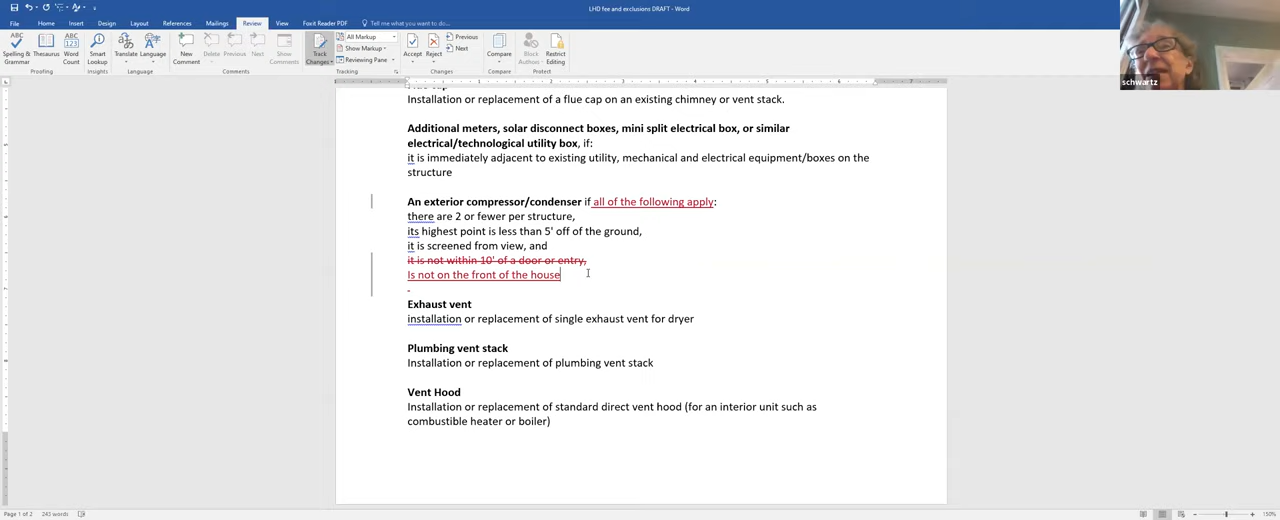 LHD fee and exclusions DRAFT - Word
File Home Insert Design Layout References Mailings Review View Foxit Reader PDF Tell me what you want to do...
Spelling & Grammar
Thesaurus
Word Count
Smart Lookup
Translate
Language
New Comment
Delete
Previous
Next
Show Comments
Track Changes
All Markup
Show Markup
Reviewing Pane
Accept
Reject
Previous
Next
Compare
Block Authors
Restrict Editing
Proofing
Insights
Language
Comments
Tracking
Changes
Compare
Protect
schwartz
Installation or replacement of a flue cap on an existing chimney or vent stack.
Additional meters, solar disconnect boxes, mini split electrical box, or similar
electrical/technological utility box, if:
it is immediately adjacent to existing utility, mechanical and electrical equipment/boxes on the
structure
An exterior compressor/condenser if all of the following apply:
there are 2 or fewer per structure,
its highest point is less than 5' off of the ground,
it is screened from view, and
it is not within 10' of a door or entry,
Is not on the front of the house
Exhaust vent
installation or replacement of single exhaust vent for dryer
Plumbing vent stack
Installation or replacement of plumbing vent stack
Vent Hood
Installation or replacement of standard direct vent hood (for an interior unit such as
combustible heater or boiler)
Page 1 of 2 243 words
150%